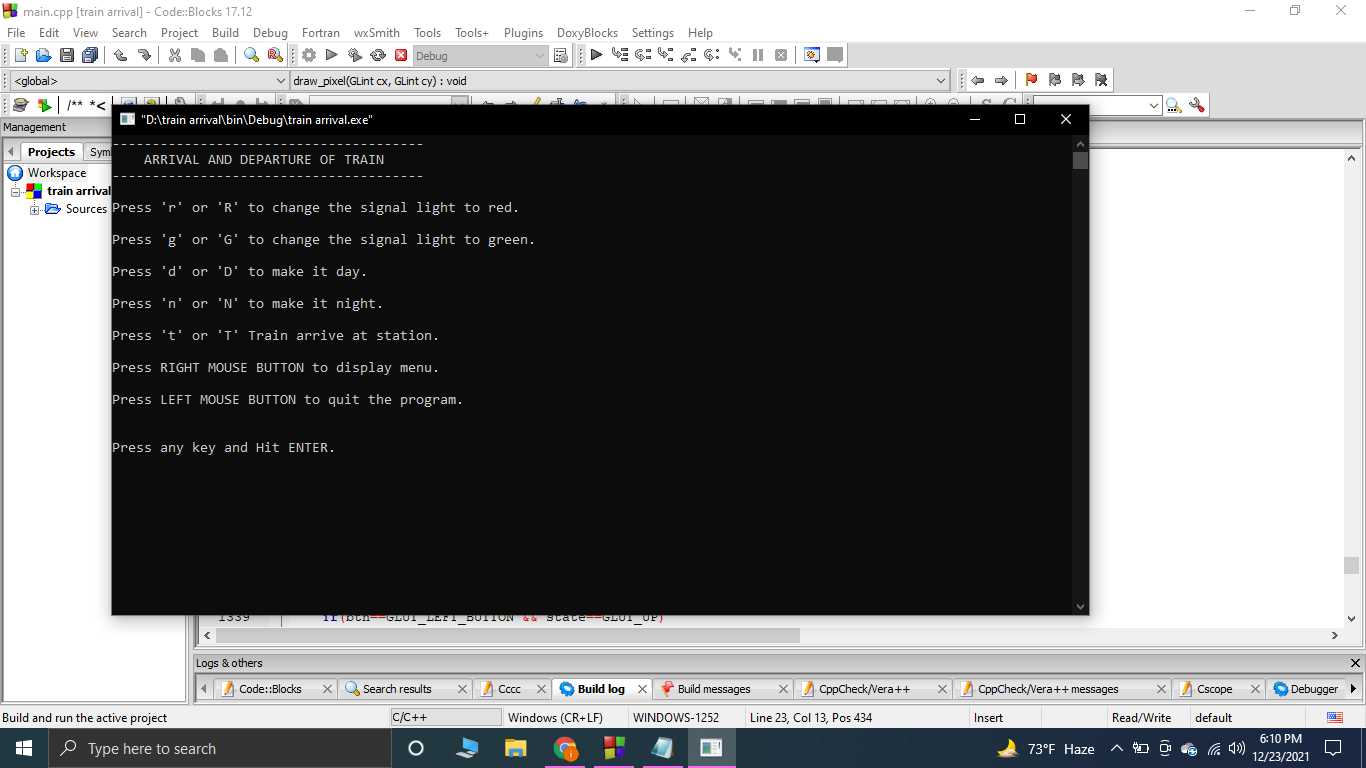 main.cpp [train arrival] - Code::Blocks 17.12
File Edit View Search Project Build Debug Fortran wxSmith Tools Tools+ Plugins DoxyBlocks Settings Help
Debug
<global> draw_pixel(GLint cx, GLint cy) : void
/** *<
Management
"D:\train arrival\bin\Debug\train arrival.exe"
Projects Sym
Workspace
train arrival
Sources
---------------------------------------
ARRIVAL AND DEPARTURE OF TRAIN
---------------------------------------
Press 'r' or 'R' to change the signal light to red.
Press 'g' or 'G' to change the signal light to green.
Press 'd' or 'D' to make it day.
Press 'n' or 'N' to make it night.
Press 't' or 'T' Train arrive at station.
Press RIGHT MOUSE BUTTON to display menu.
Press LEFT MOUSE BUTTON to quit the program.
Press any key and Hit ENTER.
1339 if(btn==GLUT_LEFT_BUTTON && state==GLUT_UP)
Logs & others
Code::Blocks Search results Cccc Build log Build messages CppCheck/Vera++ CppCheck/Vera++ messages Cscope Debugger
Build and run the active project C/C++ Windows (CR+LF) WINDOWS-1252 Line 23, Col 13, Pos 434 Insert Read/Write default
Type here to search
73°F Haze
6:10 PM
12/23/2021